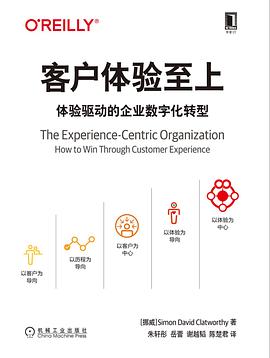 O'REILLY®
华章IT
客户体验至上
体验驱动的企业数字化转型
The Experience-Centric Organization
How to Win Through Customer Experience
以客户为
导向
以历程为
导向
以客户为
中心
以体验为
导向
以体验为
中心
[挪威]Simon David Clatworthy 著
朱轩彤 岳蕾 谢越韬 陈楚君 译
机械工业出版社
CHINA MACHINE PRESS